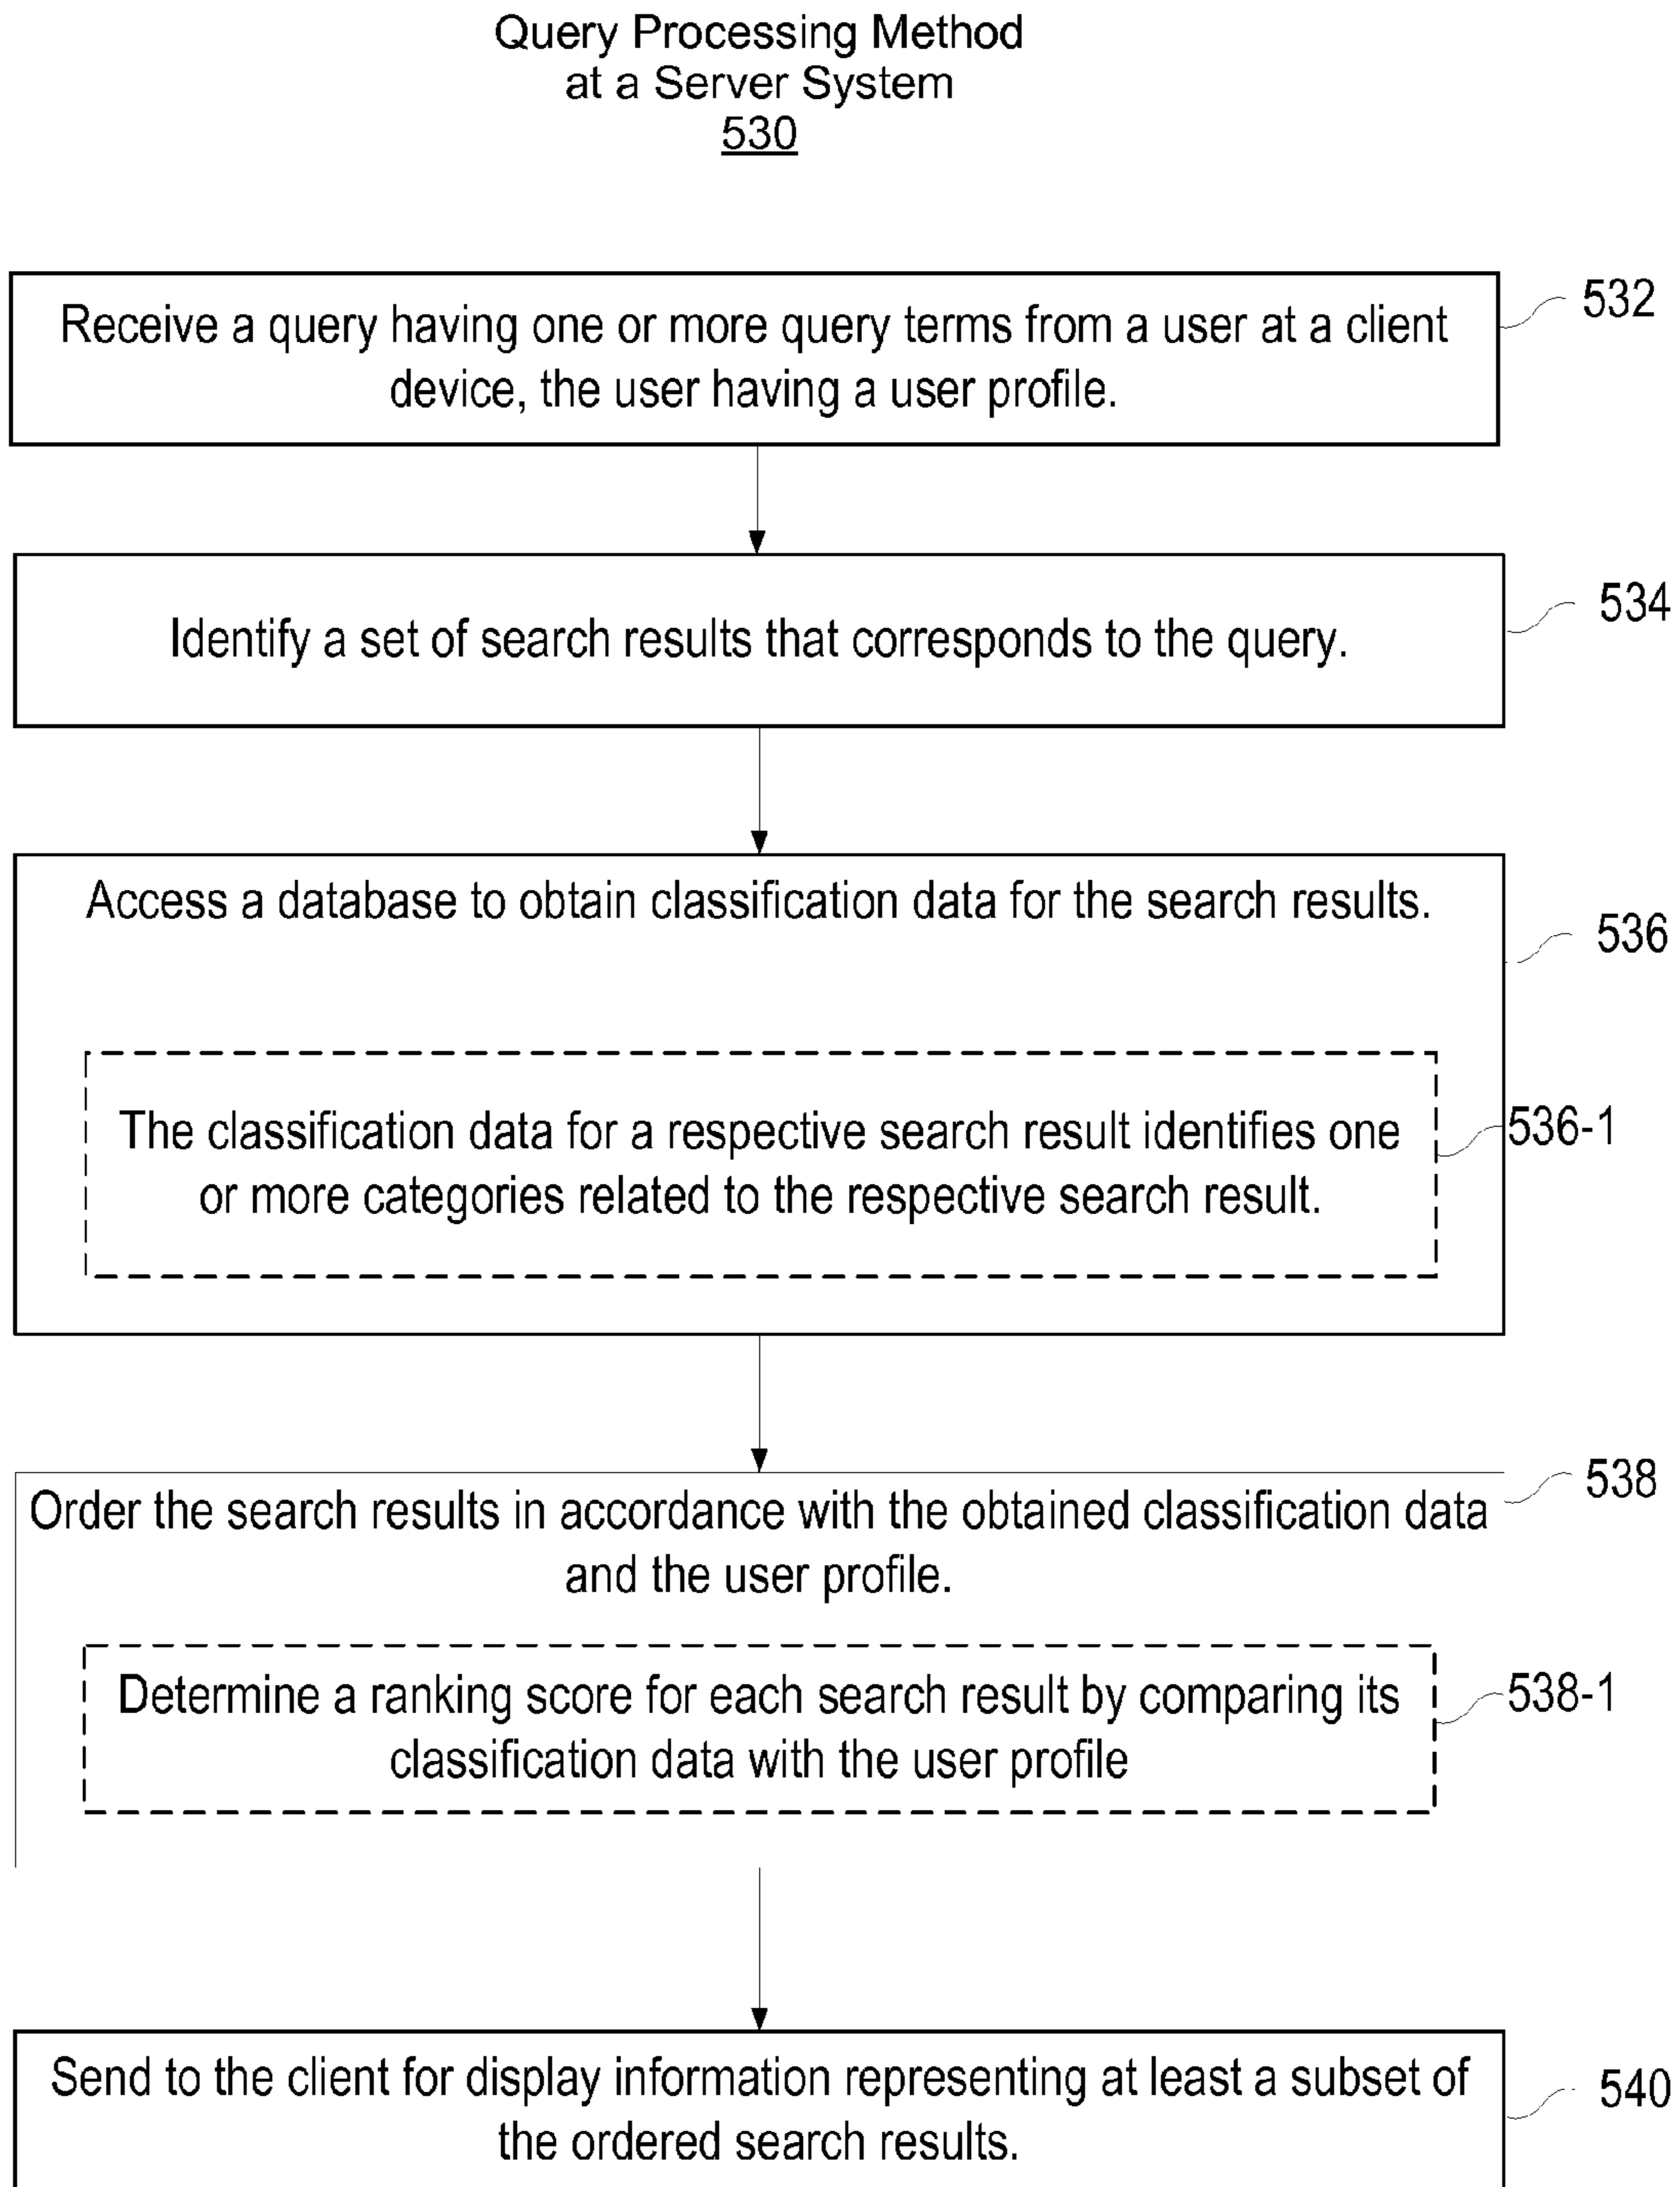 Query Processing Method
at a Server System
530
Receive a query having one or more query terms from a user at a client
device, the user having a user profile.
532
Identify a set of search results that corresponds to the query.
534
Access a database to obtain classification data for the search results.
536
The classification data for a respective search result identifies one
or more categories related to the respective search result.
536-1
Order the search results in accordance with the obtained classification data
and the user profile.
538
Determine a ranking score for each search result by comparing its
classification data with the user profile
538-1
Send to the client for display information representing at least a subset of
the ordered search results.
540